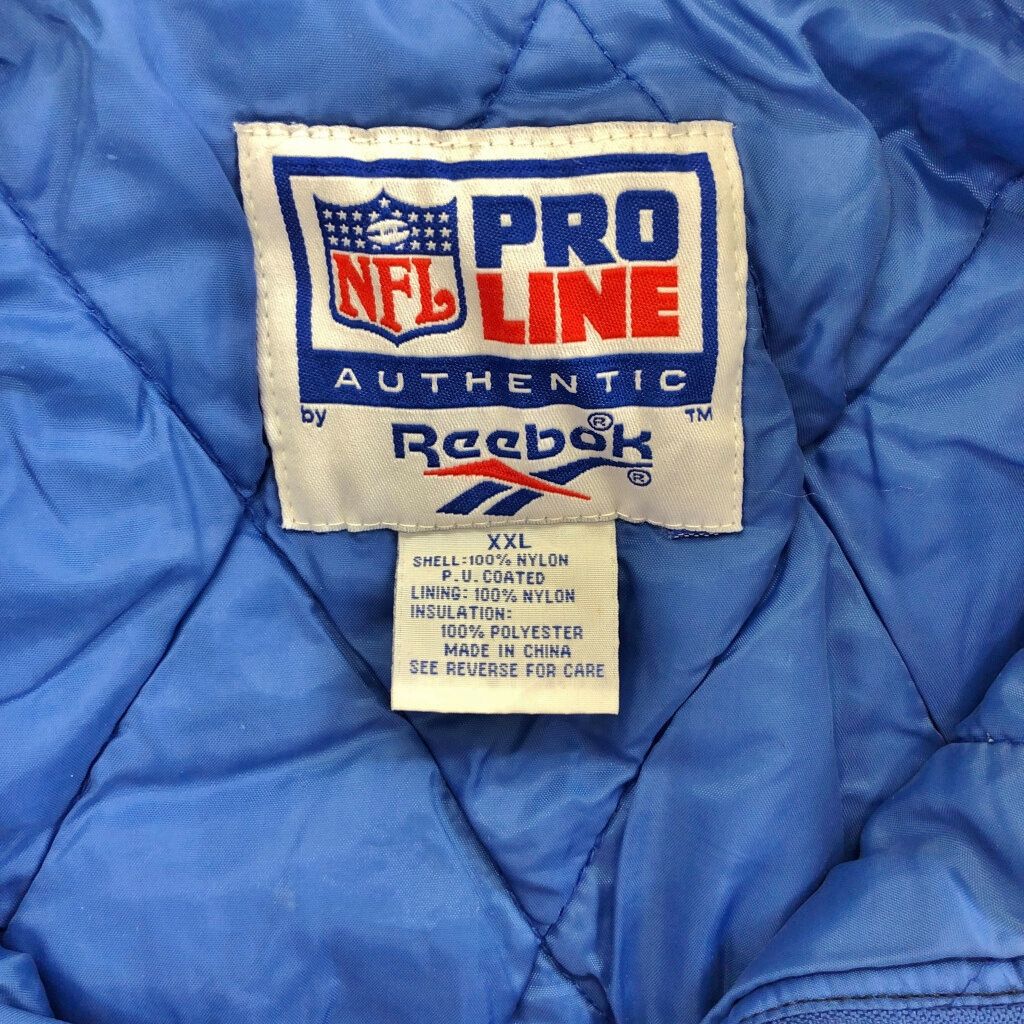 NFL
PRO
LINE
AUTHENTIC
by
TM
Reebok®
®
XXL
SHELL:100% NYLON
P.U. COATED
LINING: 100% NYLON
INSULATION:
100% POLYESTER
MADE IN CHINA
SEE REVERSE FOR CARE